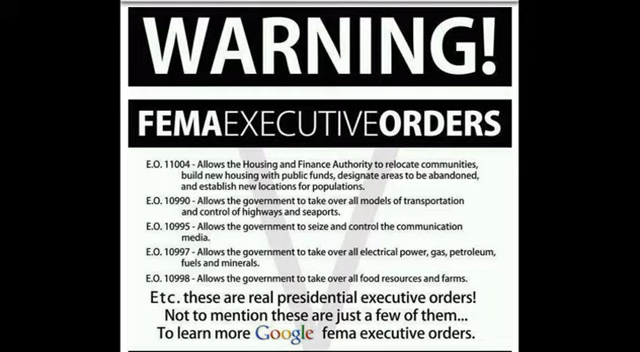 WARNING!
FEMAEXECUTIVEORDERS
E.O. 11004 - Allows the Housing and Finance Authority to relocate communities,
build new housing with public funds, designate areas to be abandoned,
and establish new locations for populations.
E.O. 10990 - Allows the government to take over all models of transportation
and control of highways and seaports.
E.O. 10995 - Allows the government to seize and control the communication
media.
E.O. 10997 - Allows the government to take over all electrical power, gas, petroleum,
fuels and minerals.
E.O. 10998 - Allows the government to take over all food resources and farms.
Etc. these are real presidential executive orders!
Not to mention these are just a few of them...
To learn more Google fema executive orders.